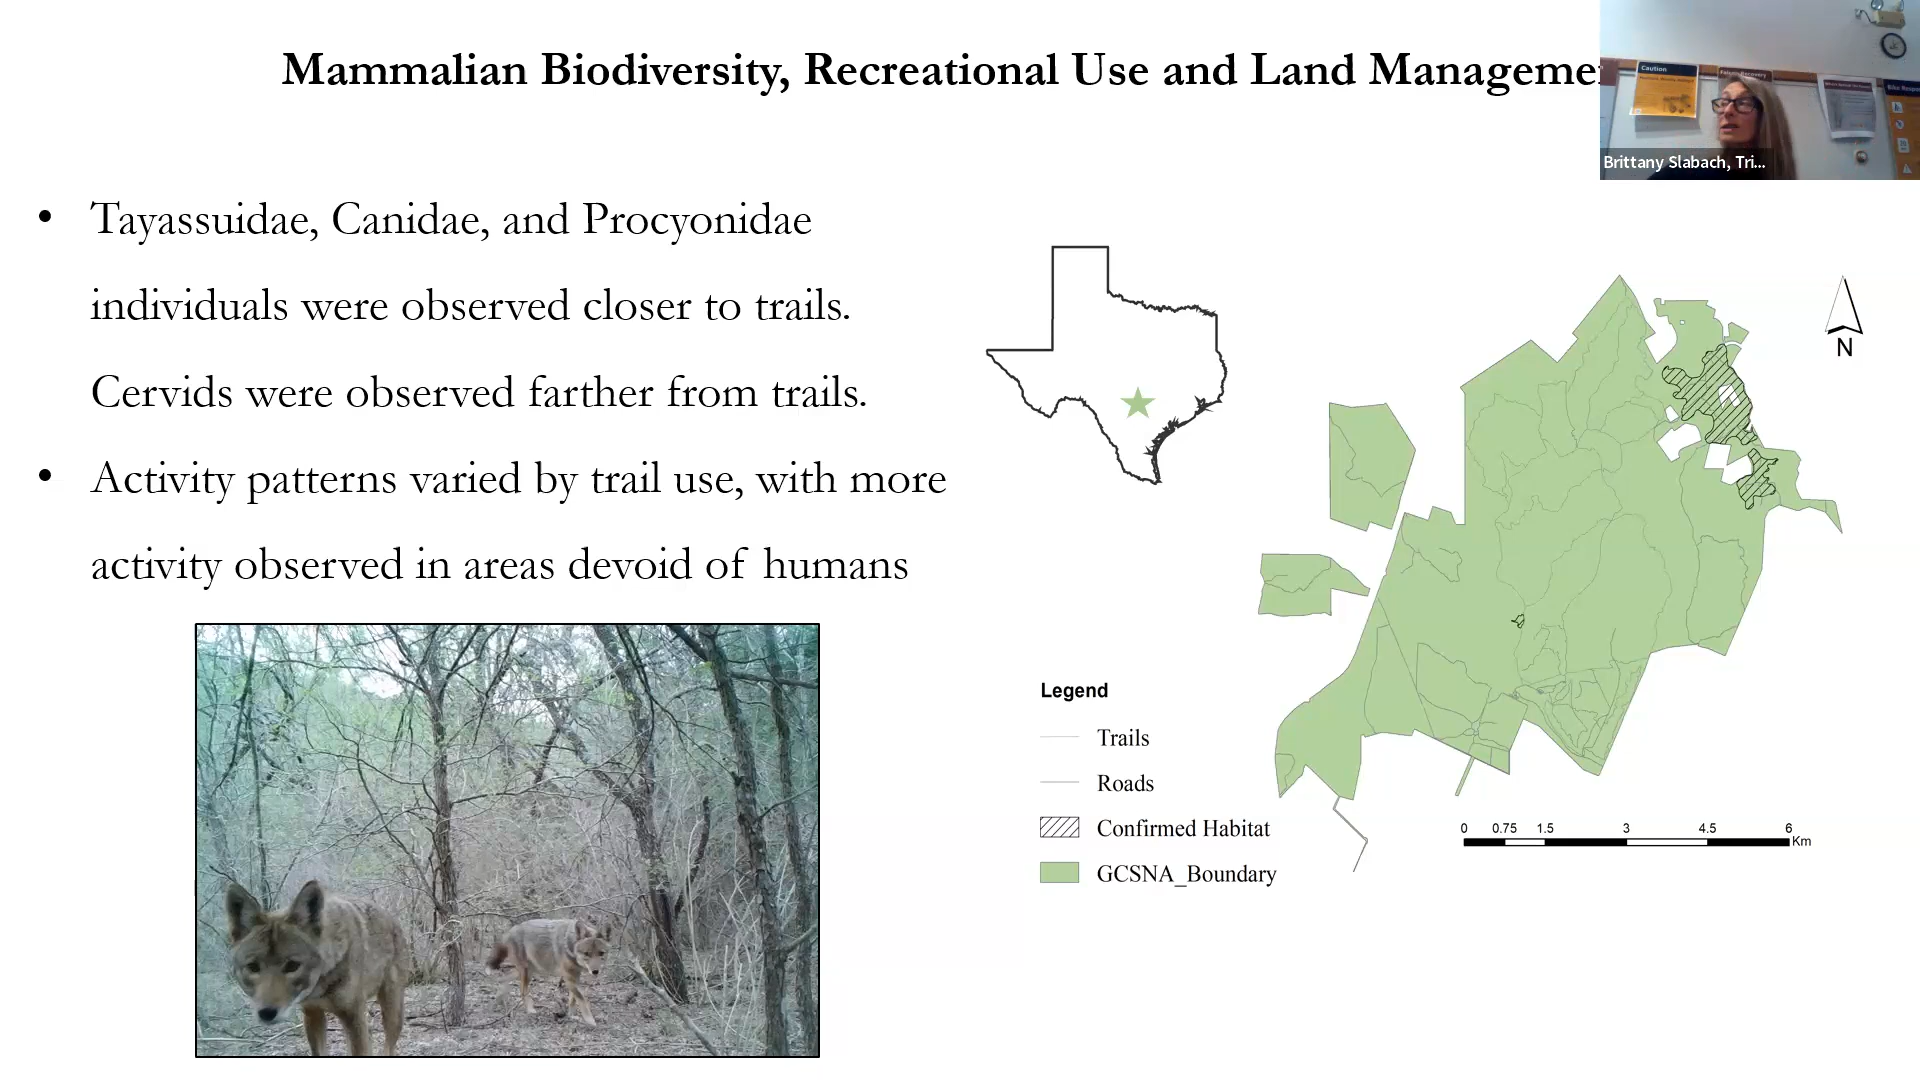 Mammalian Biodiversity, Recreational Use and Land Manageme
Caution
Brittany Slabach, Tri...
• Tayassuidae, Canidae, and Procyonidae
individuals were observed closer to trails.
Cervids were observed farther from trails.
• Activity patterns varied by trail use, with more
activity observed in areas devoid of humans
N
Legend
Trails
Roads
Confirmed Habitat
GCSNA_Boundary
0 0.75 1.5 3 4.5 6
Km